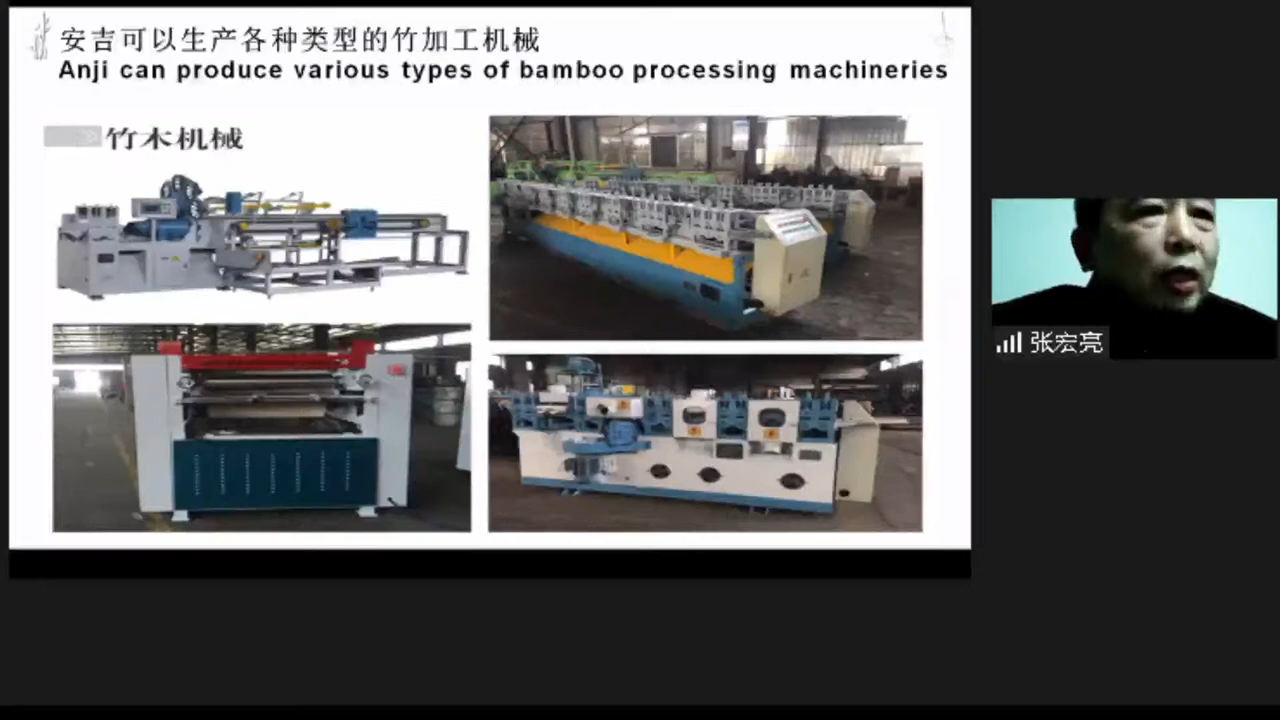 安吉可以生产各种类型的竹加工机械
Anji can produce various types of bamboo processing machineries
竹木机械
张宏亮